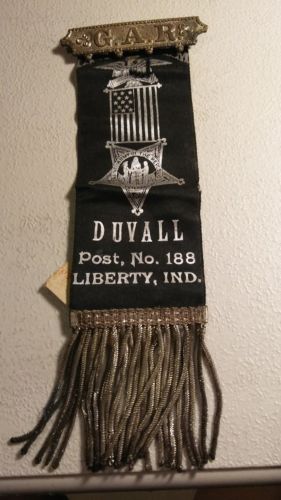 G.A.R.
DUVALL
Post, No. 188
LIBERTY, IND.